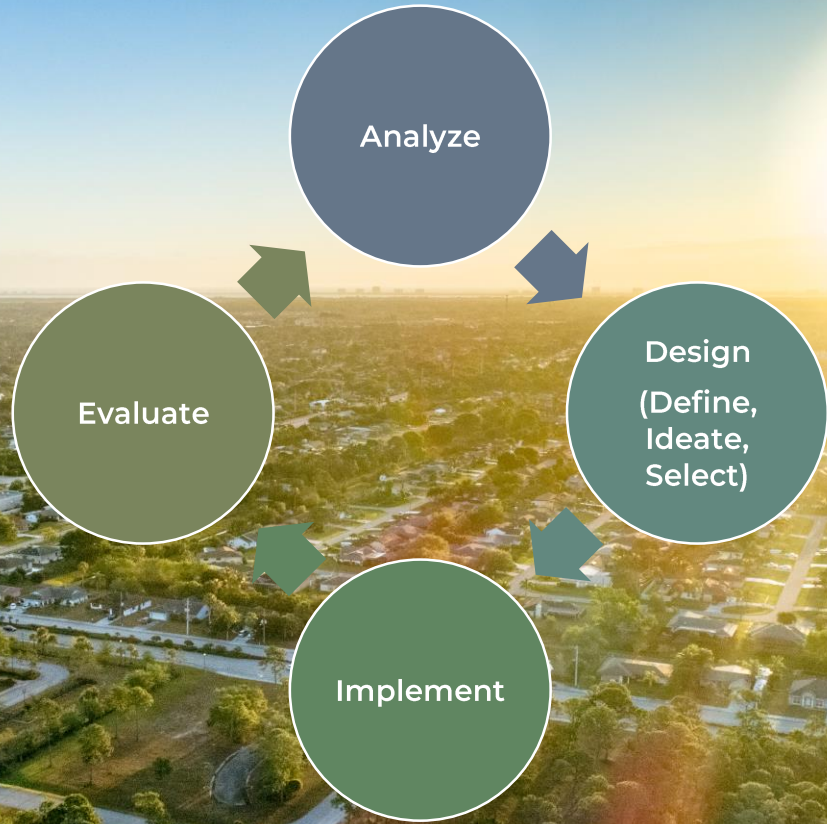 Analyze
Design
(Define,
Ideate,
Select)
Implement
Evaluate